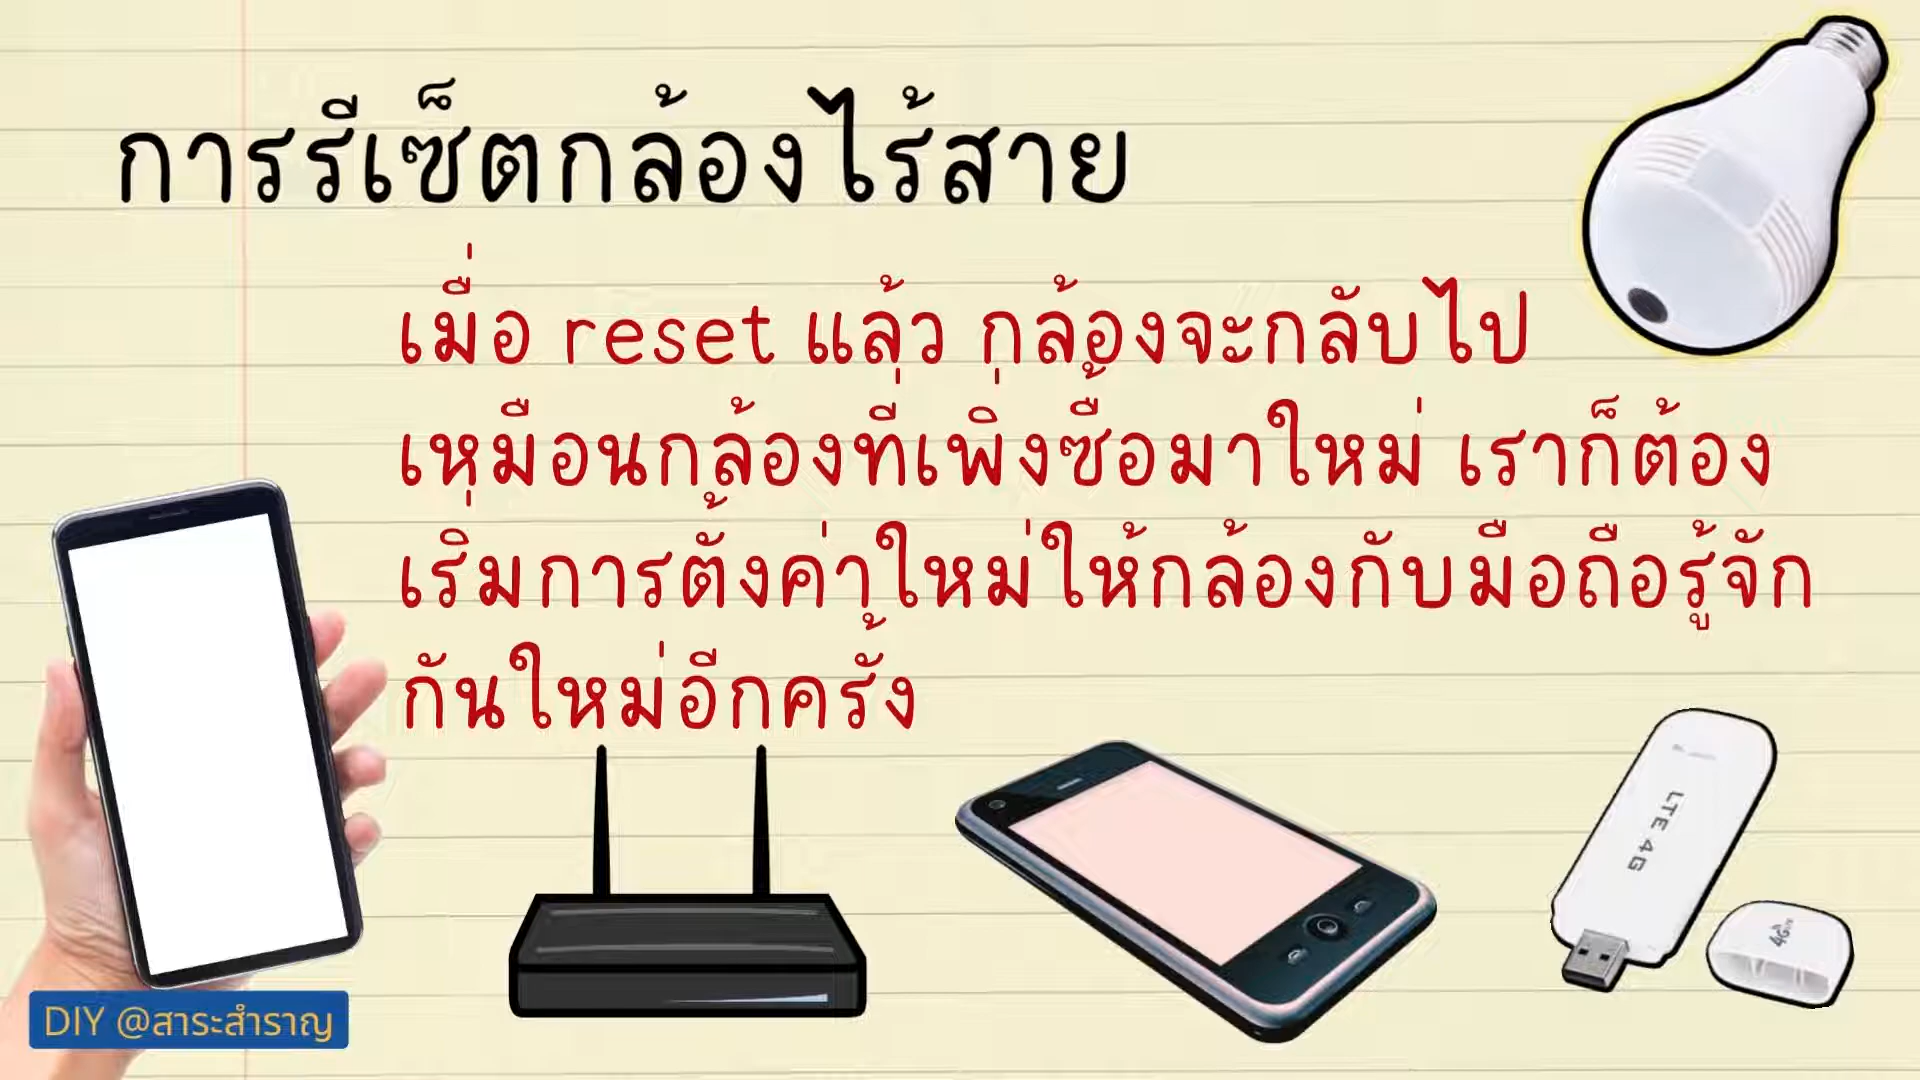 การรีเซ็ตกล้องไร้สาย
เมื่อ reset แล้ว กล้องจะกลับไป
เหมือนกล้องที่เพิ่งซื้อมาใหม่ เราก็ต้อง
เริ่มการตั้งค่าใหม่ให้กล้องกับมือถือรู้จัก
กันใหม่อีกครั้ง
LTE 4G
4G LTE
DIY @สาระสำราญ